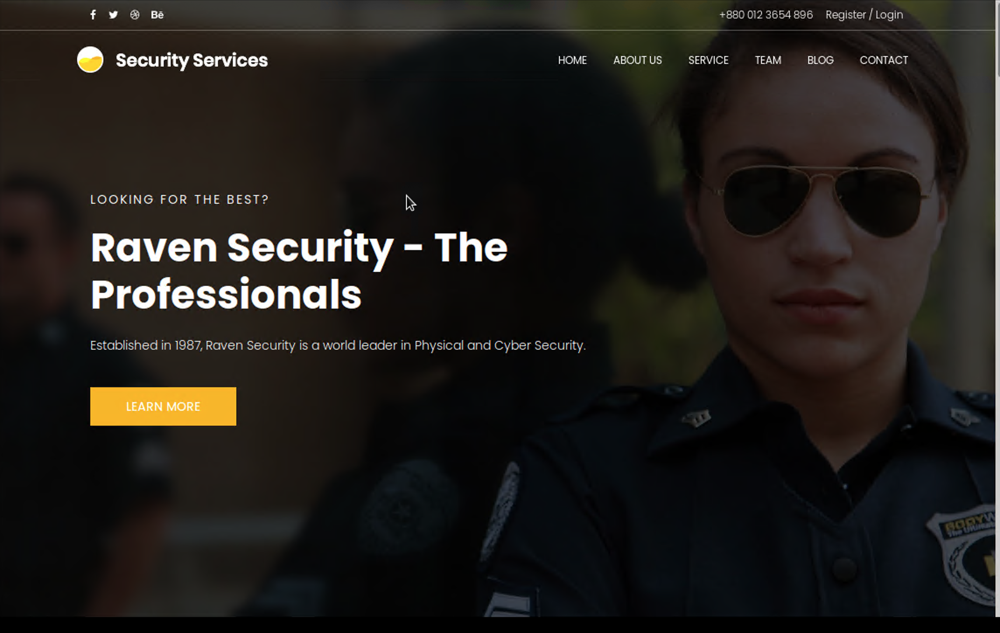 Bē
+880 012 3654 896 Register / Login
Security Services
HOME ABOUT US SERVICE TEAM BLOG CONTACT
LOOKING FOR THE BEST?
Raven Security - The
Professionals
Established in 1987, Raven Security is a world leader in Physical and Cyber Security.
LEARN MORE